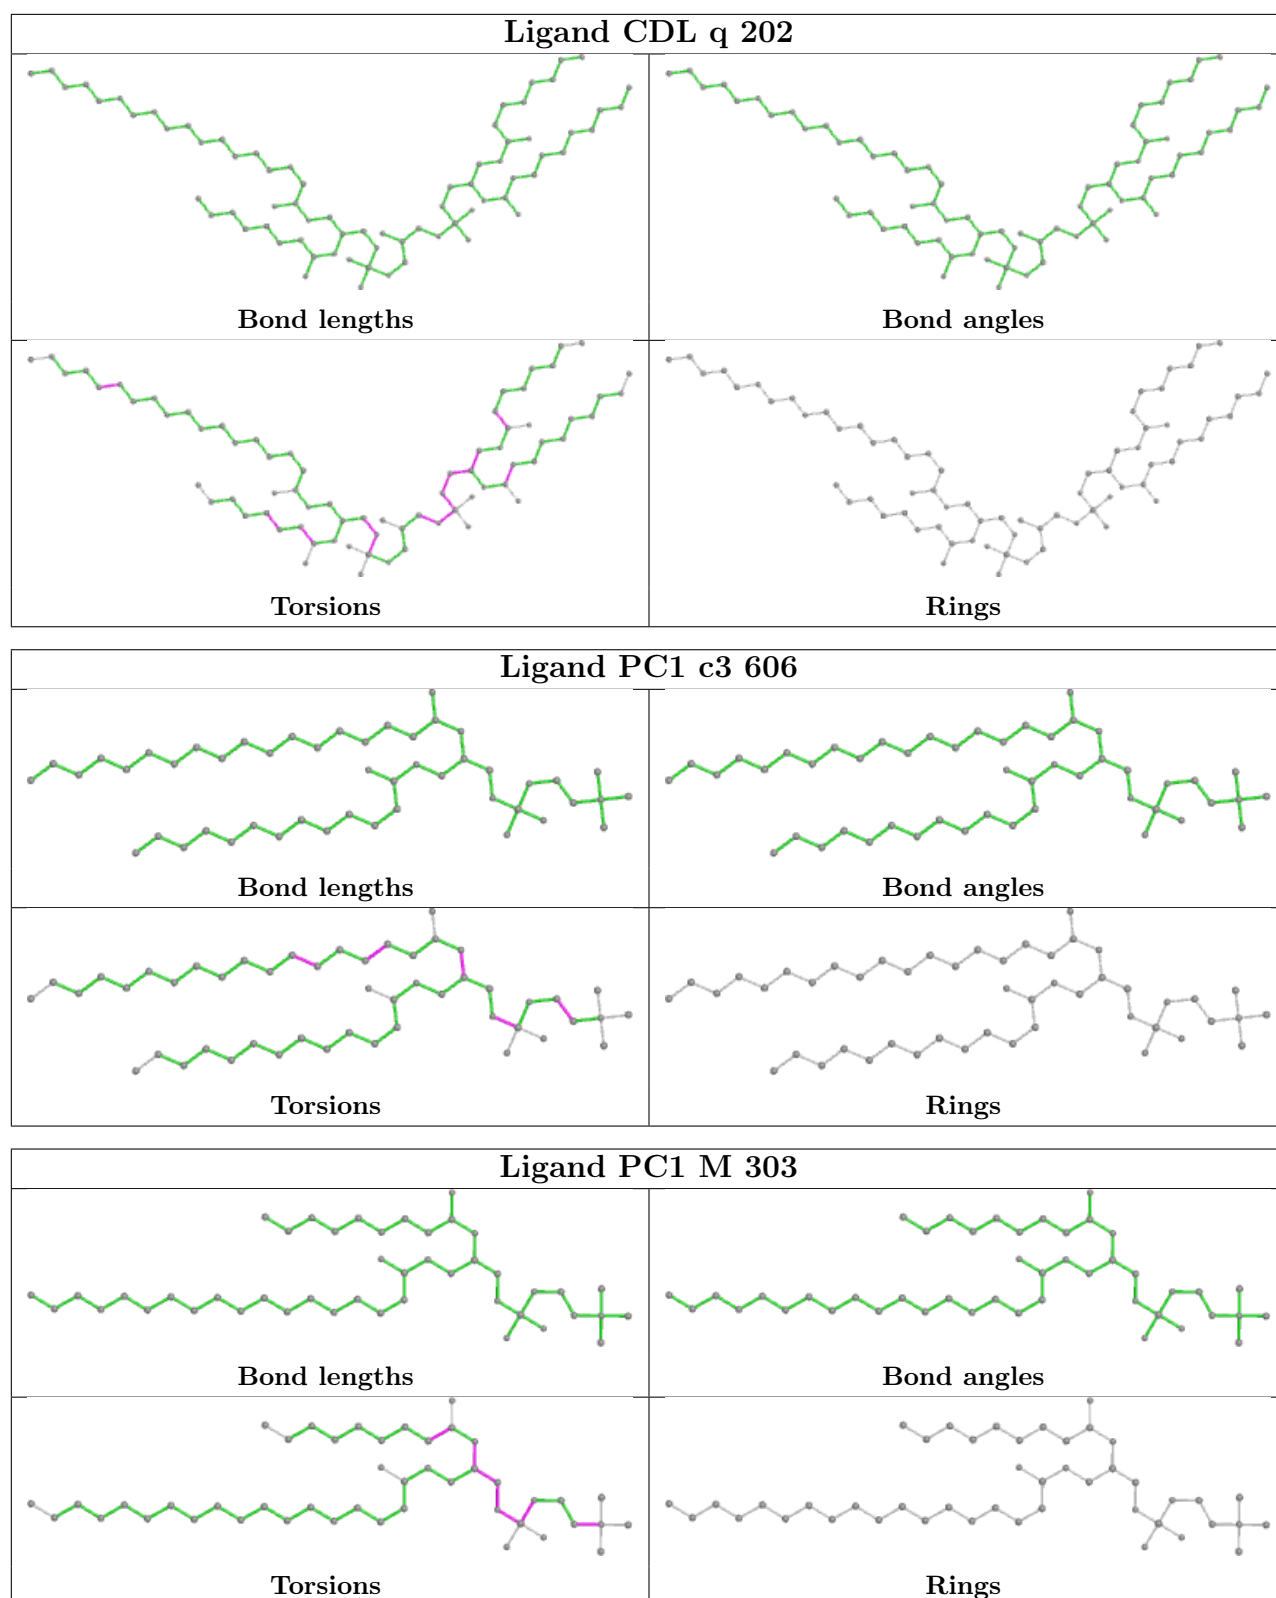 Ligand CDL q 202
Bond lengths
Bond angles
Torsions
Rings
Ligand PC1 c3 606
Bond lengths
Bond angles
Torsions
Rings
Ligand PC1 M 303
Bond lengths
Bond angles
Torsions
Rings